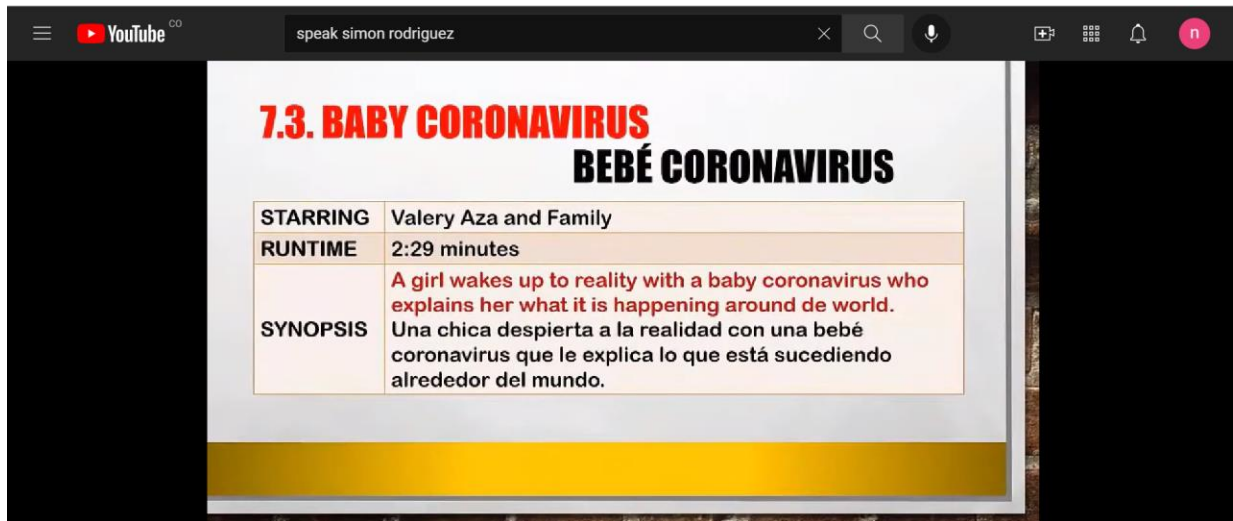 YouTube CO
speak simon rodriguez
n
7.3. BABY CORONAVIRUS
BEBÉ CORONAVIRUS
STARRING Valery Aza and Family
RUNTIME 2:29 minutes
SYNOPSIS
A girl wakes up to reality with a baby coronavirus who
explains her what it is happening around de world.
Una chica despierta a la realidad con una bebé
coronavirus que le explica lo que está sucediendo
alrededor del mundo.